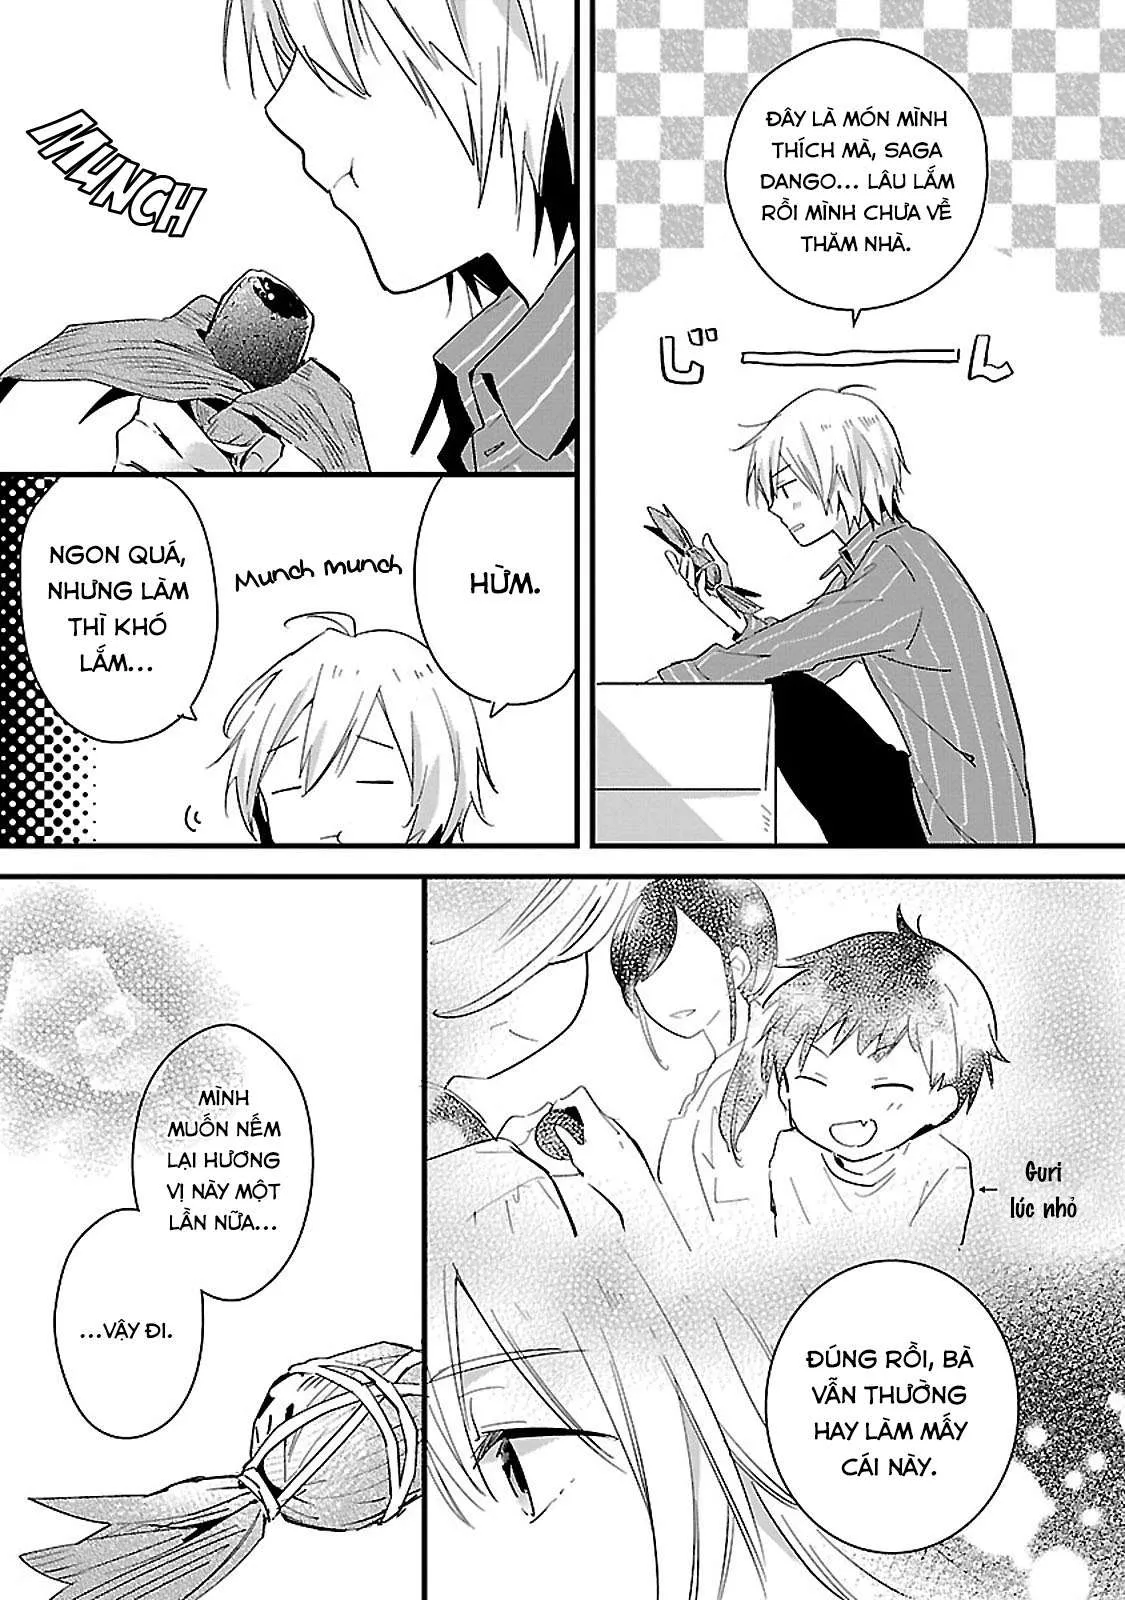 ĐÂY LÀ MÓN MÌNH
THÍCH MÀ, SAGA
DANGO... LÂU LẮM
RỒI MÌNH CHƯA VỀ
THĂM NHÀ.
じーん
MUNCH
HỪM.
Munch munch
NGON QUÁ,
NHƯNG LÀM
THÌ KHÓ
LẮM...
Guri
lúc nhỏ
ĐÚNG RỒI, BÀ
VẪN THƯỜNG
HAY LÀM MẤY
CÁI NÀY.
MÌNH
MUỐN NẾM
LẠI HƯƠNG
VỊ NÀY MỘT
LẦN NỮA...
...VẬY ĐI.